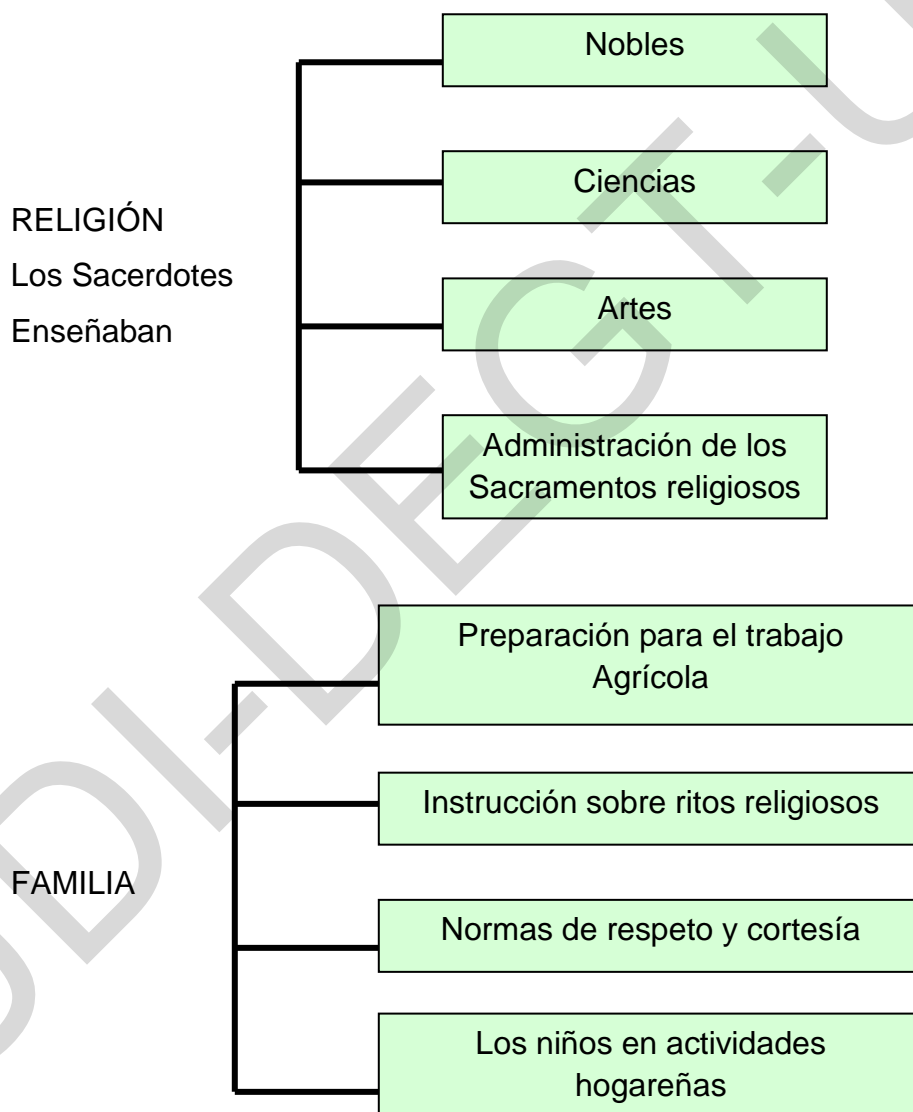 Nobles
Ciencias
RELIGIÓN
Los Sacerdotes
Enseñaban
Artes
Administración de los
Sacramentos religiosos
Preparación para el trabajo
Agrícola
Instrucción sobre ritos religiosos
FAMILIA
Normas de respeto y cortesía
Los niños en actividades
hogareñas